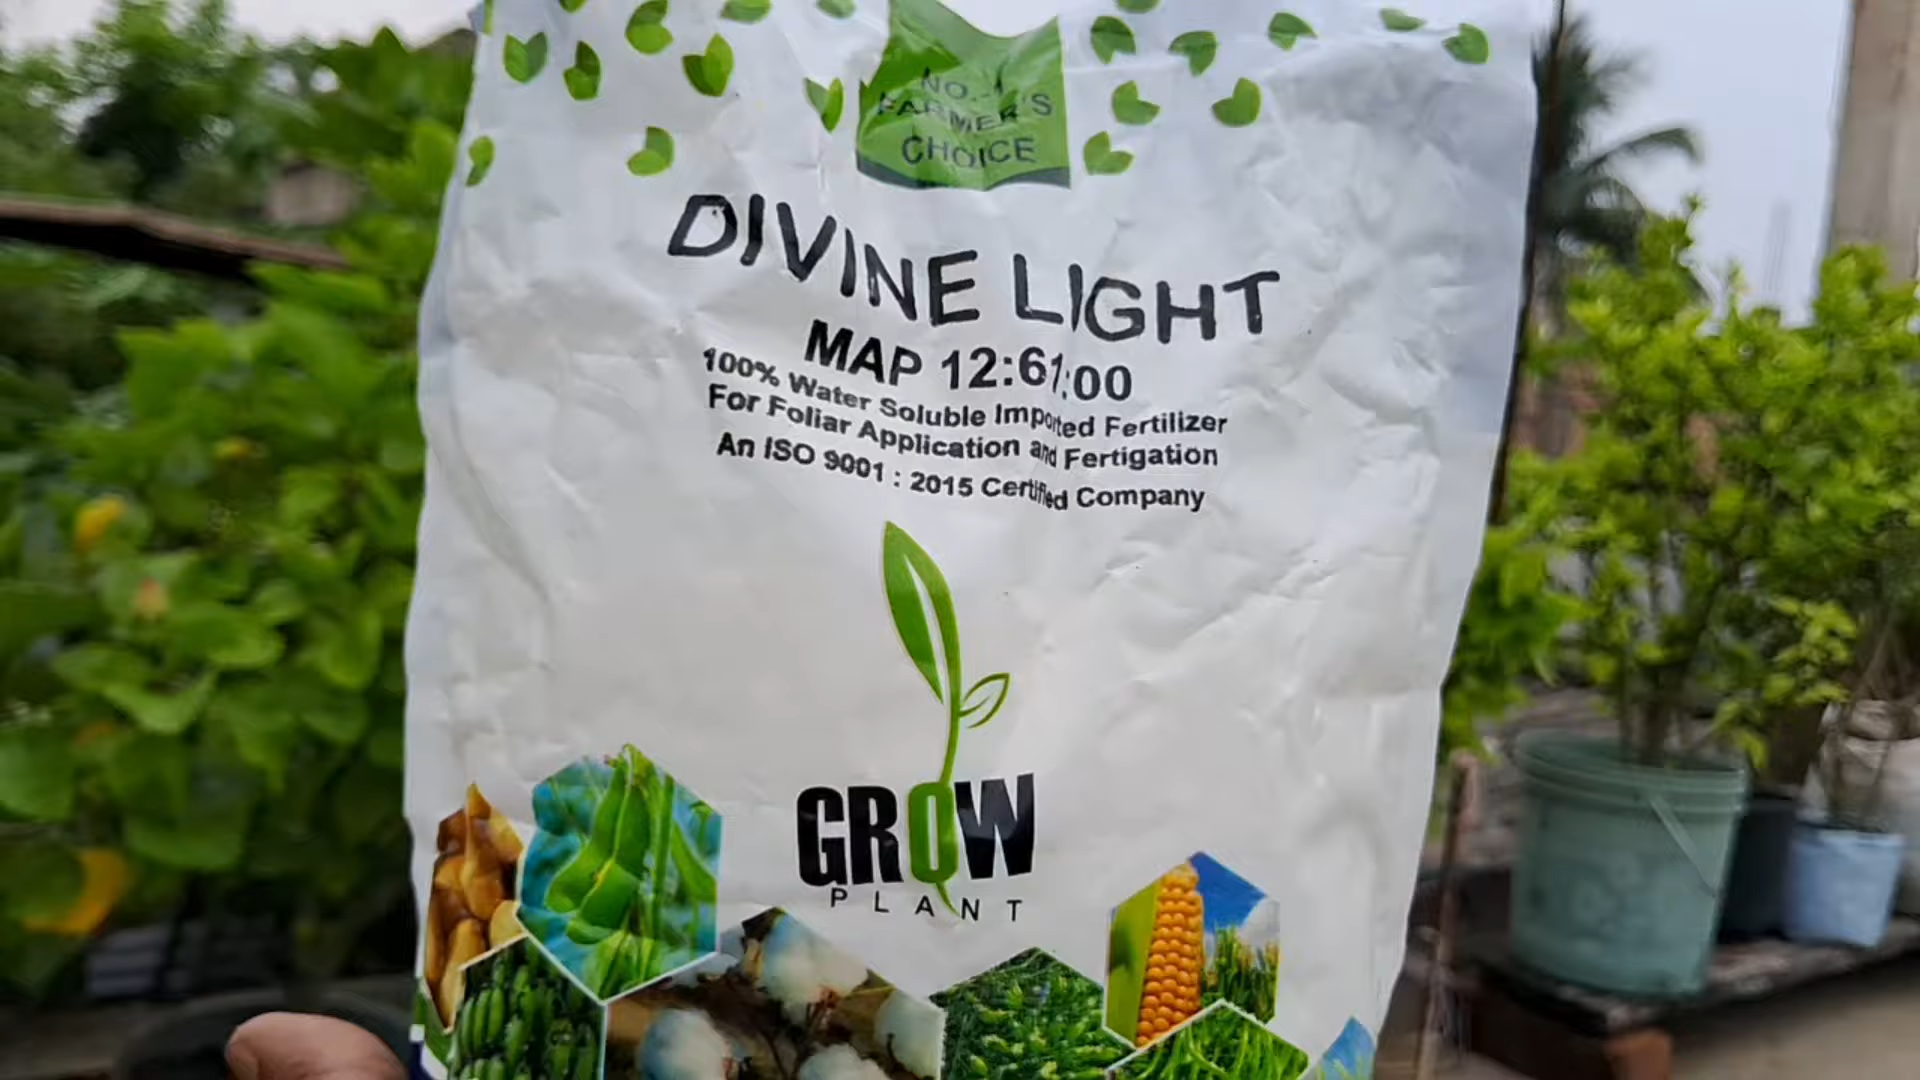 NO.-1
FARMER'S
CHOICE
DIVINE LIGHT
MAP 12:61:00
100% Water Soluble Imported Fertilizer
For Foliar Application and Fertigation
An ISO 9001 : 2015 Certified Company
GROW
PLANT